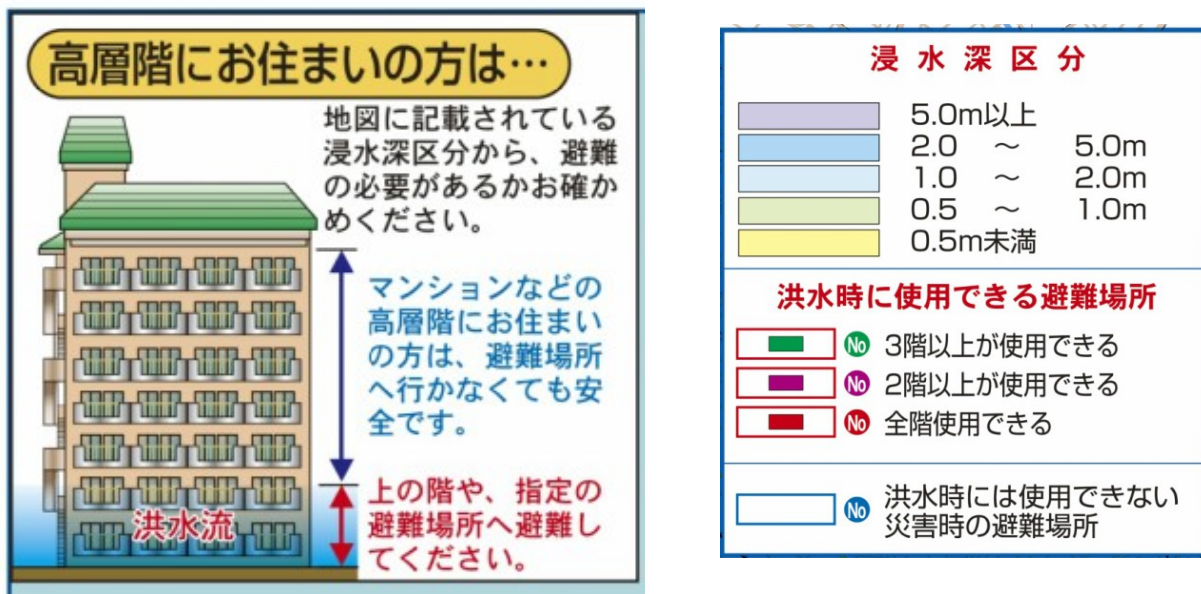 高層階にお住まいの方は…
地図に記載されている
浸水深区分から、避難
の必要があるかお確か
めください。
マンションなどの
高層階にお住まい
の方は、避難場所
へ行かなくても安
全です。
上の階や、指定の
避難場所へ避難し
てください。
洪水流
浸水深区分
5.0m以上
2.0 ～ 5.0m
1.0 ～ 2.0m
0.5 ～ 1.0m
0.5m未満
洪水時に使用できる避難場所
No 3階以上が使用できる
No 2階以上が使用できる
No 全階使用できる
No 洪水時には使用できない
災害時の避難場所